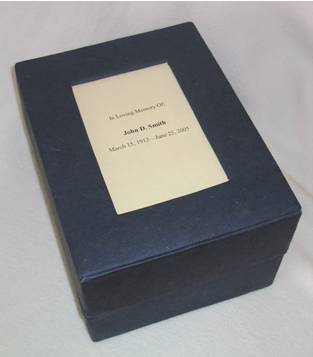 In Loving Memory Of:
John D. Smith
March 15, 1912 – June 25, 2005